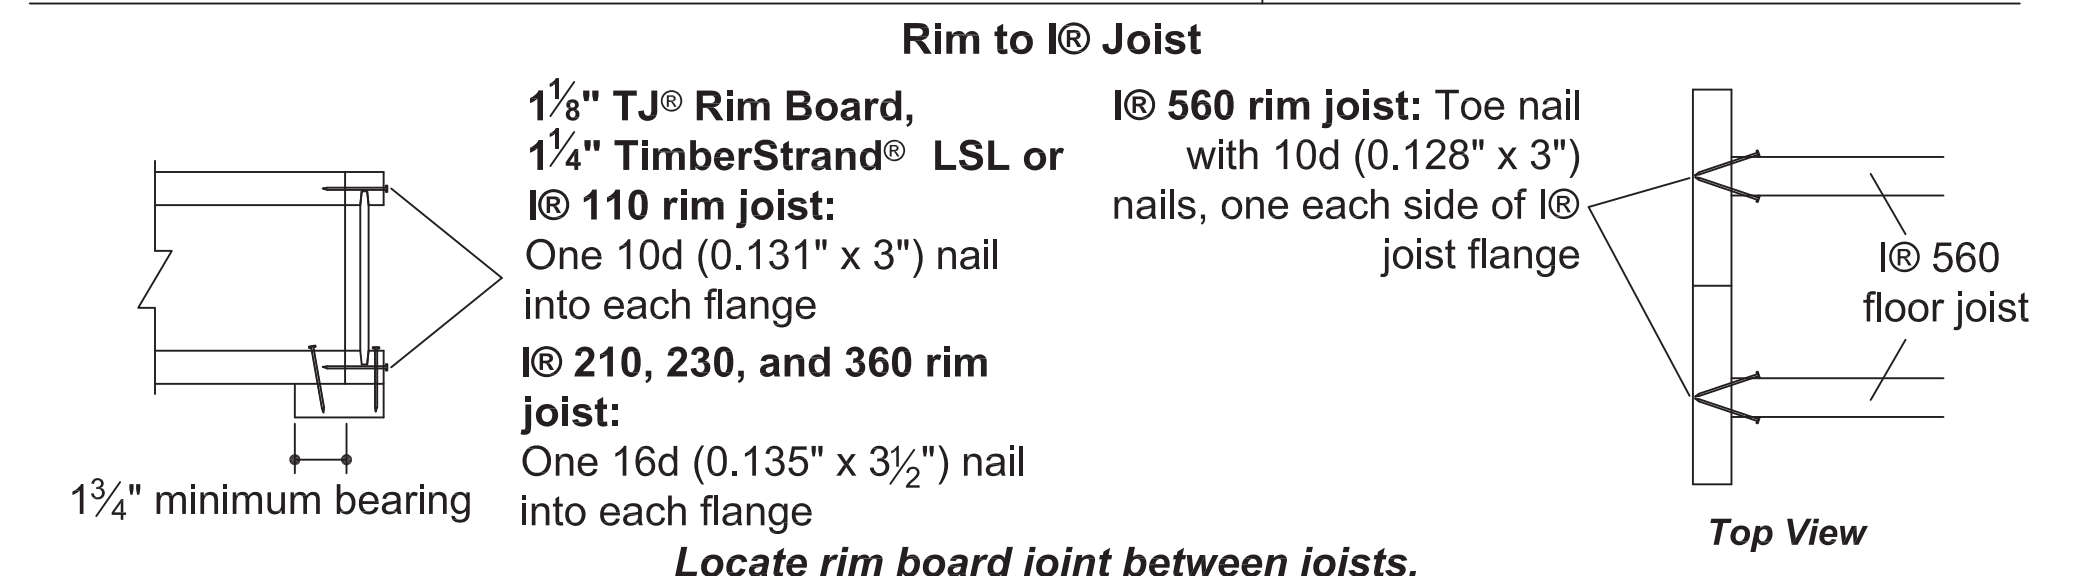 Rim to I® Joist
1⅛" TJ® Rim Board,
1¼" TimberStrand® LSL or
I® 110 rim joist:
One 10d (0.131" x 3") nail
into each flange
I® 210, 230, and 360 rim
joist:
One 16d (0.135" x 3½") nail
into each flange
1¾" minimum bearing
I® 560 rim joist: Toe nail
with 10d (0.128" x 3")
nails, one each side of I®
joist flange
I® 560
floor joist
Top View
Locate rim board joint between joists.